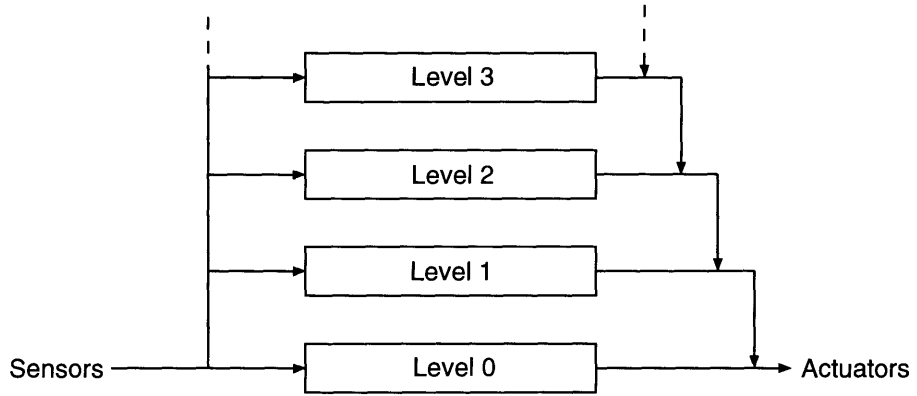 Level 3
Level 2
Level 1
Sensors
Level 0
Actuators